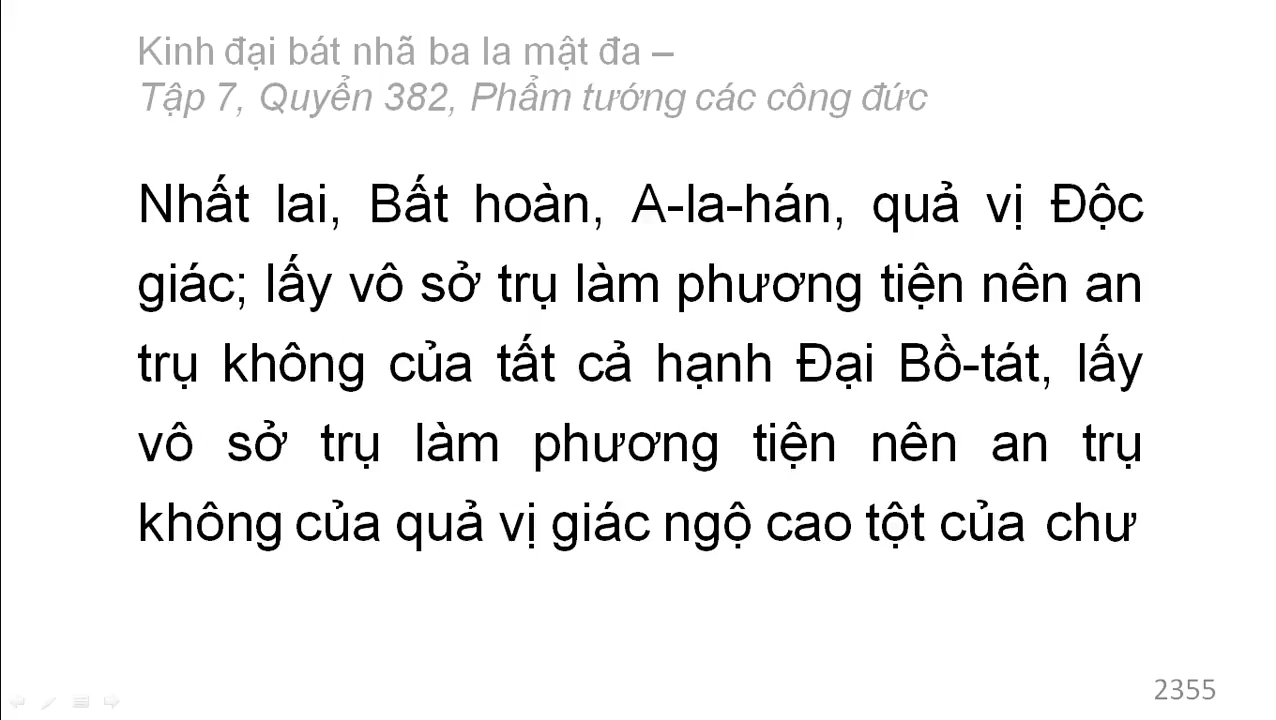 Kinh đại bát nhã ba la mật đa –
Tập 7, Quyển 382, Phẩm tướng các công đức
Nhất lai, Bất hoàn, A-la-hán, quả vị Độc
giác; lấy vô sở trụ làm phương tiện nên an
trụ không của tất cả hạnh Đại Bồ-tát, lấy
vô sở trụ làm phương tiện nên an trụ
không của quả vị giác ngộ cao tột của chư
2355